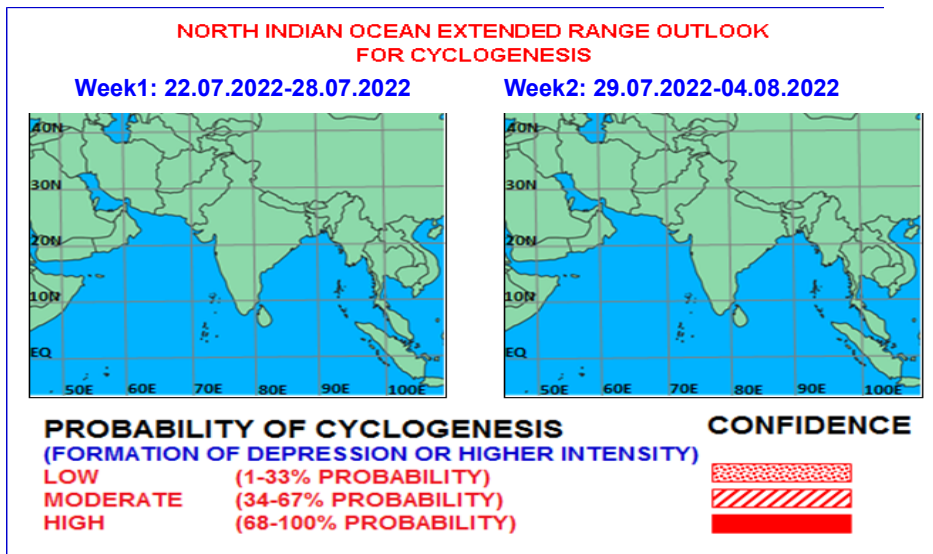 NORTH INDIAN OCEAN EXTENDED RANGE OUTLOOK
FOR CYCLOGENESIS
Week1: 22.07.2022-28.07.2022
Week2: 29.07.2022-04.08.2022
40N
30N
20N
10N
EQ
50E 60E 70E 80E 90E 100E
40N
30N
20N
10N
EQ
50E 60E 70E 80E 90E 100E
PROBABILITY OF CYCLOGENESIS
(FORMATION OF DEPRESSION OR HIGHER INTENSITY)
LOW (1-33% PROBABILITY)
MODERATE (34-67% PROBABILITY)
HIGH (68-100% PROBABILITY)
CONFIDENCE